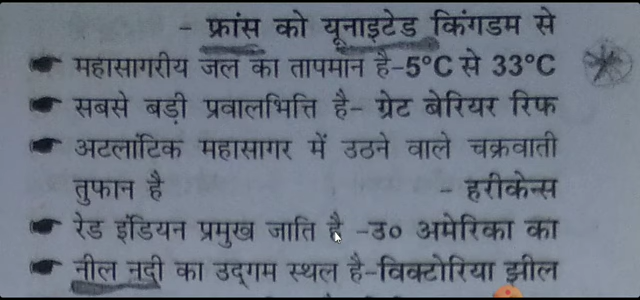 - फ्रांस को यूनाइटेड किंगडम से
महासागरीय जल का तापमान है-5°C से 33°C
सबसे बड़ी प्रवालभित्ति है- ग्रेट बेरियर रिफ
अटलांटिक महासागर में उठने वाले चक्रवाती
तुफान है - हरीकेन्स
रेड इंडियन प्रमुख जाति है -उ० अमेरिका का
नील नदी का उद्गम स्थल है-विक्टोरिया झील